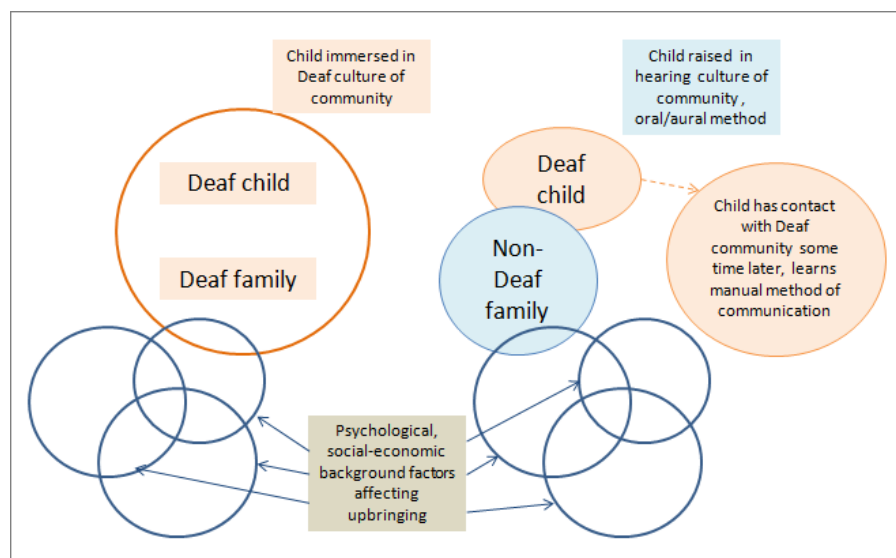 Child immersed in
Deaf culture of
community
Child raised in
hearing culture of
community ,
oral/aural method
Deaf child
Deaf family
Deaf
child
Non-
Deaf
family
Child has contact
with Deaf
community some
time later, learns
manual method of
communication
Psychological,
social-economic
background factors
affecting
upbringing